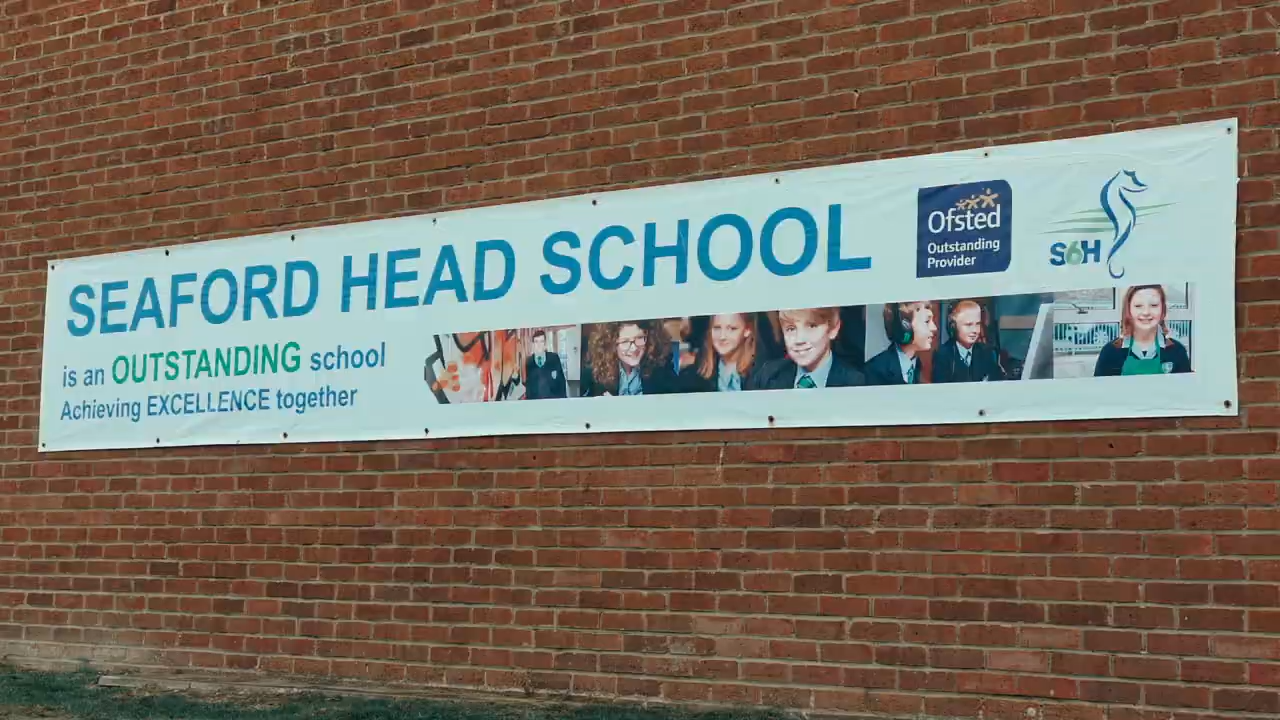 SEAFORD HEAD SCHOOL
is an OUTSTANDING school
Achieving EXCELLENCE together
Ofsted
Outstanding
Provider
S6H